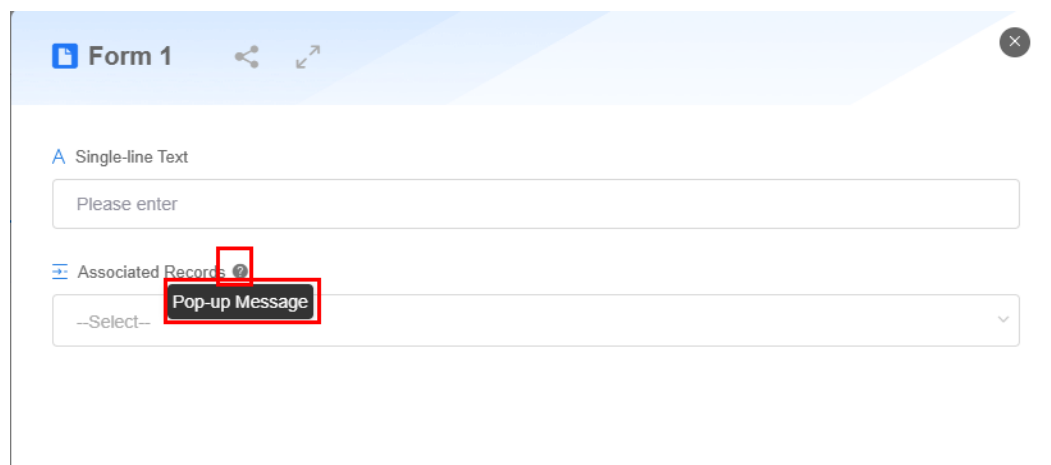 Form 1
A Single-line Text
Please enter
Associated Records ?
Pop-up Message
--Select--